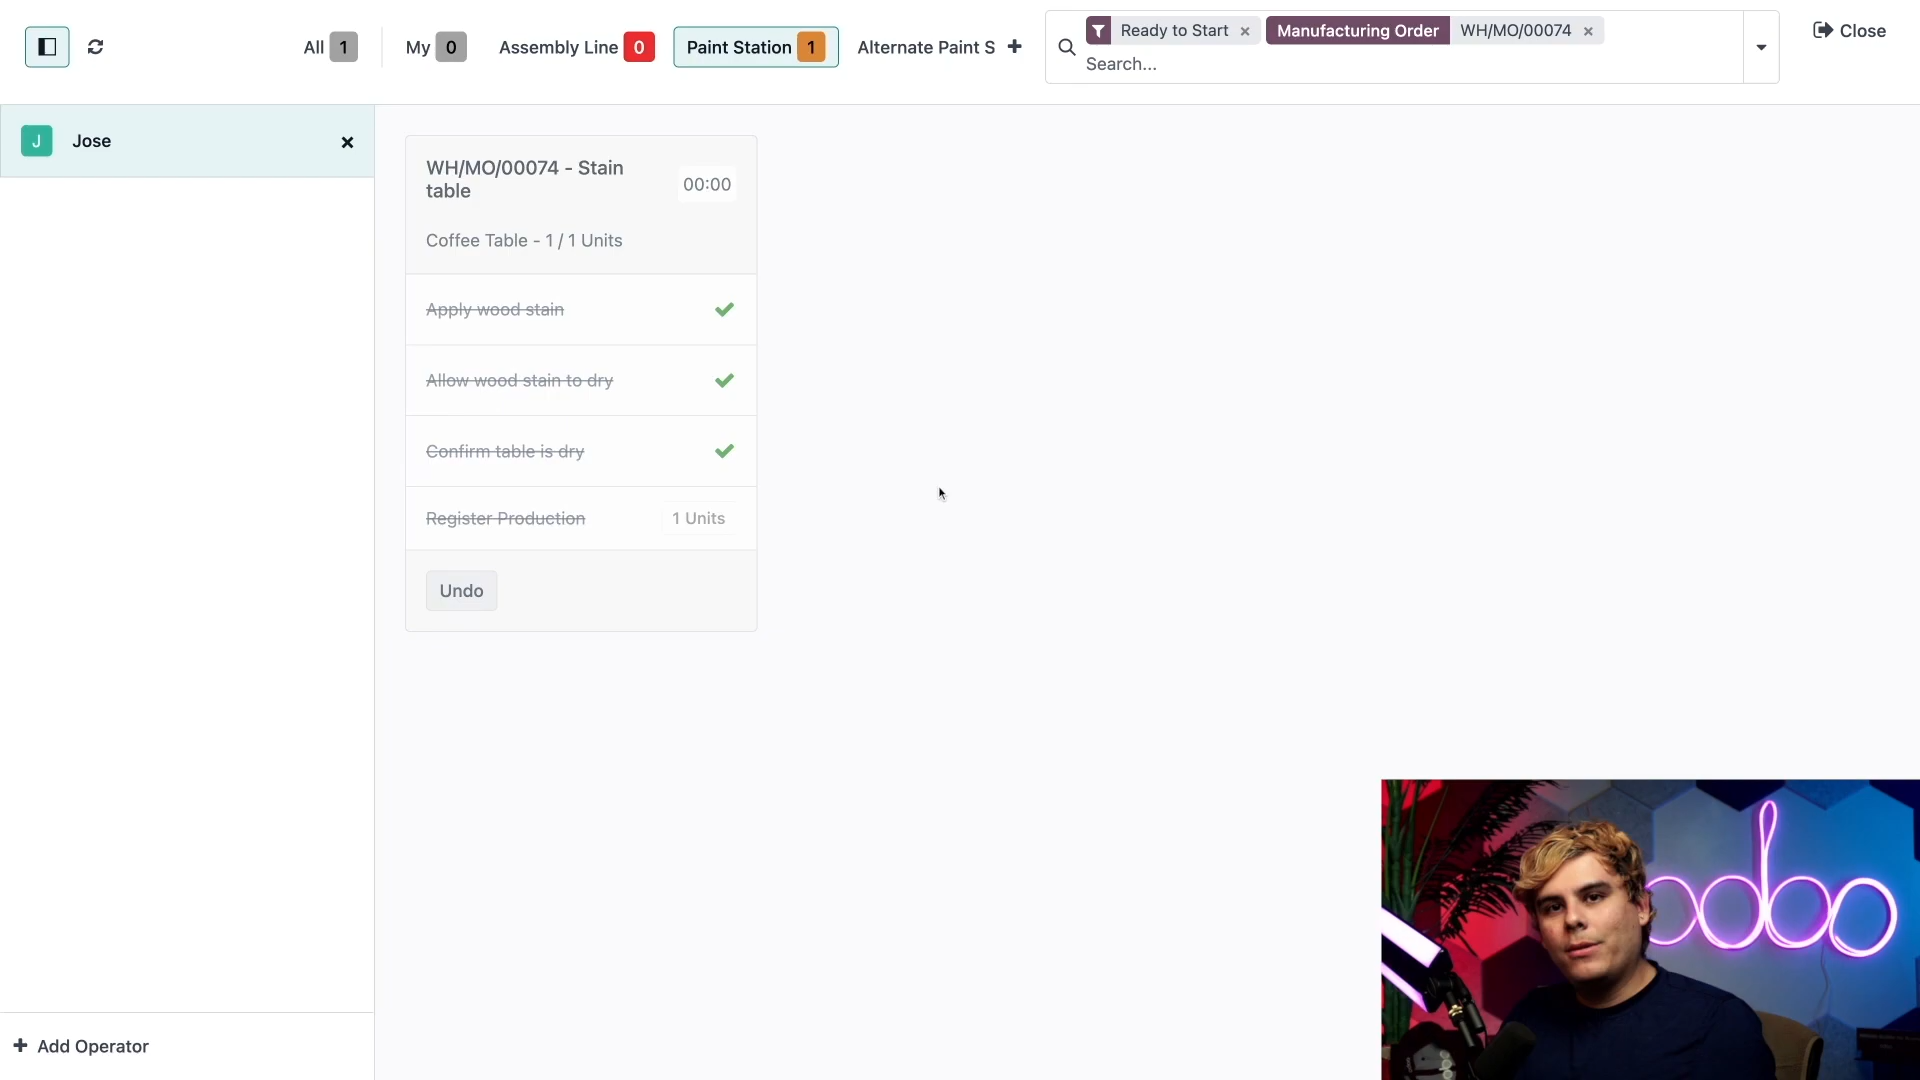 All 1
My 0
Assembly Line 0
Paint Station 1
Alternate Paint S
Ready to Start ×
Manufacturing Order WH/MO/00074 ×
Search...
Close
J Jose ×
WH/MO/00074 - Stain
table
00:00
Coffee Table - 1 / 1 Units
Apply wood stain
Allow wood stain to dry
Confirm table is dry
Register Production 1 Units
Undo
+ Add Operator
odoo